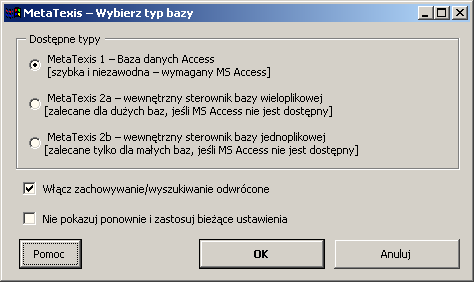 MetaTexis – Wybierz typ bazy
Dostępne typy
MetaTexis 1 – Baza danych Access
[szybka i niezawodna – wymagany MS Access]
MetaTexis 2a – wewnętrzny sterownik bazy wieloplikowej
[zalecane dla dużych baz, jeśli MS Access nie jest dostępny]
MetaTexis 2b – wewnętrzny sterownik bazy jednoplikowej
[zalecane tylko dla małych baz, jeśli MS Access nie jest dostępny]
Włącz zachowywanie/wyszukiwanie odwrócone
Nie pokazuj ponownie i zastosuj bieżące ustawienia
Pomoc OK Anuluj